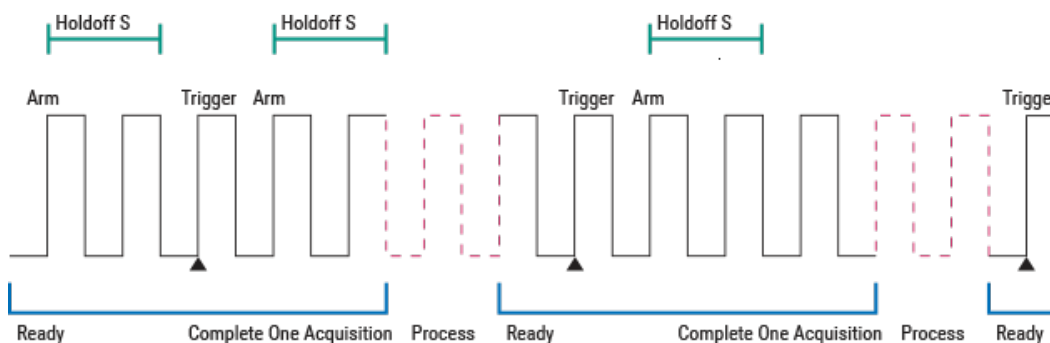 Holdoff S Holdoff S Holdoff S
Arm Trigger Arm Trigger Arm Trigge
Ready Complete One Acquisition Process Ready Complete One Acquisition Process Ready